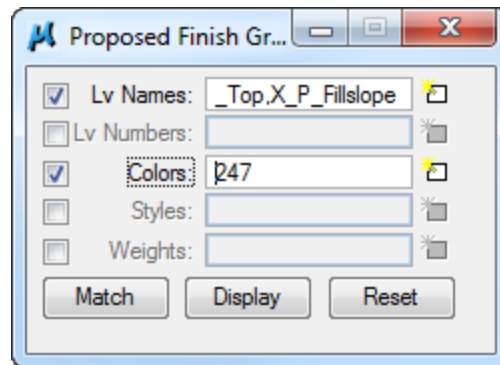 Proposed Finish Gr...
Lv Names: _Top,X_P_Fillslope
Lv Numbers:
Colors: 247
Styles:
Weights:
Match Display Reset